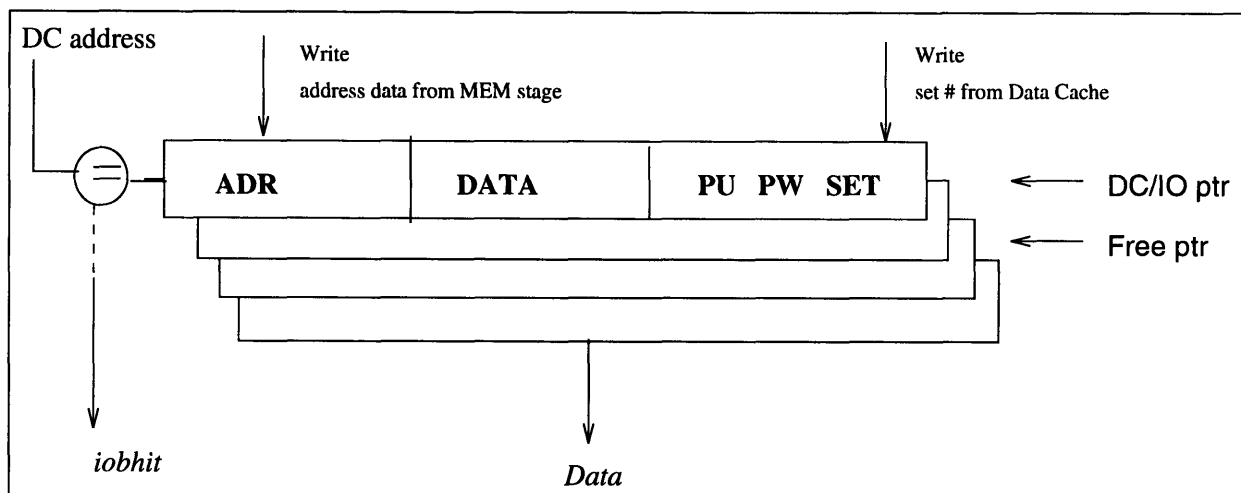 DC address
Write
address data from MEM stage
Write
set # from Data Cache
=
ADR
DATA
PU PW SET
DC/IO ptr
Free ptr
iobhit
Data